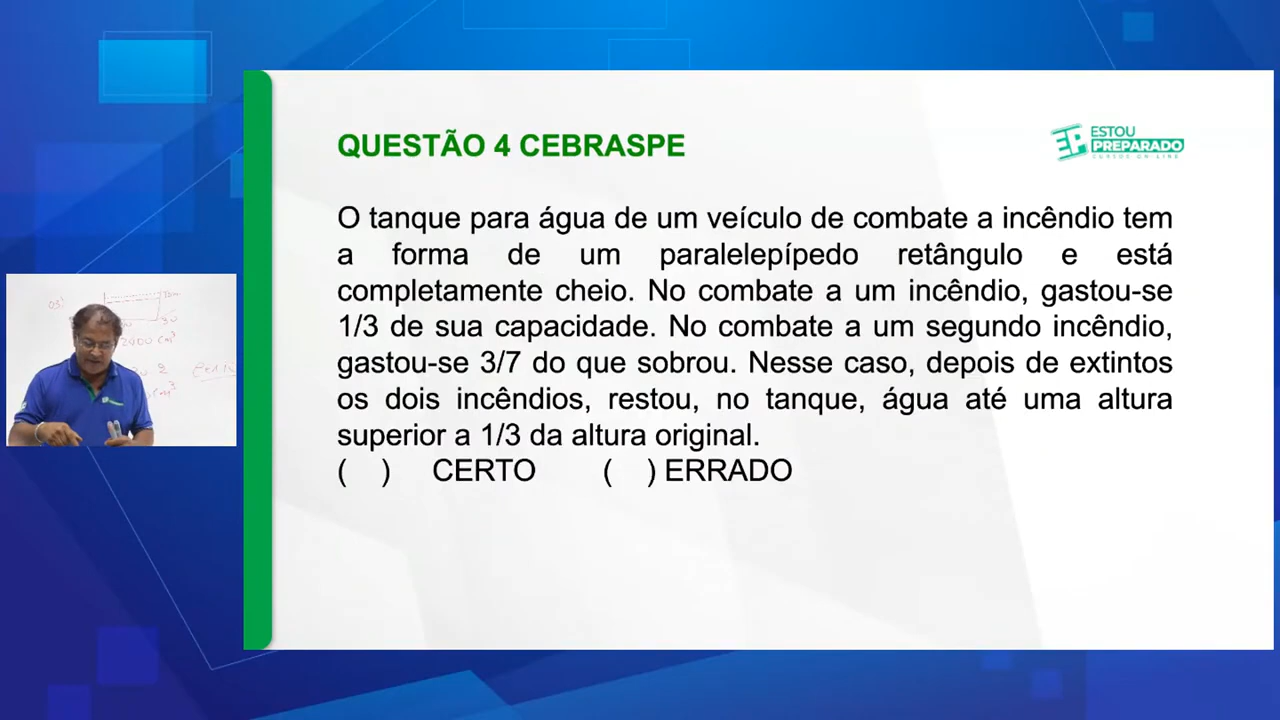 QUESTÃO 4 CEBRASPE
ESTOU
PREPARADO
CURSOS ON-LINE
O tanque para água de um veículo de combate a incêndio tem
a forma de um paralelepípedo retângulo e está
completamente cheio. No combate a um incêndio, gastou-se
1/3 de sua capacidade. No combate a um segundo incêndio,
gastou-se 3/7 do que sobrou. Nesse caso, depois de extintos
os dois incêndios, restou, no tanque, água até uma altura
superior a 1/3 da altura original.
( ) CERTO ( ) ERRADO